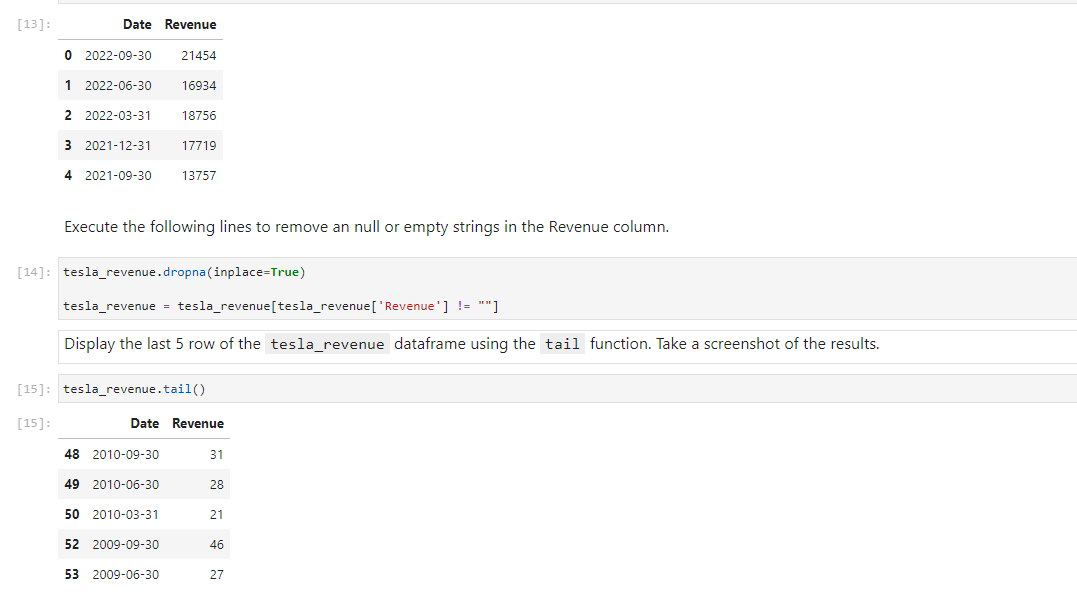 [13]:
Date Revenue
0 2022-09-30 21454
1 2022-06-30 16934
2 2022-03-31 18756
3 2021-12-31 17719
4 2021-09-30 13757
Execute the following lines to remove an null or empty strings in the Revenue column.
[14]: tesla_revenue.dropna(inplace=True)
tesla_revenue = tesla_revenue[tesla_revenue['Revenue'] != ""]
Display the last 5 row of the tesla_revenue dataframe using the tail function. Take a screenshot of the results.
[15]: tesla_revenue.tail()
[15]:
Date Revenue
48 2010-09-30 31
49 2010-06-30 28
50 2010-03-31 21
52 2009-09-30 46
53 2009-06-30 27